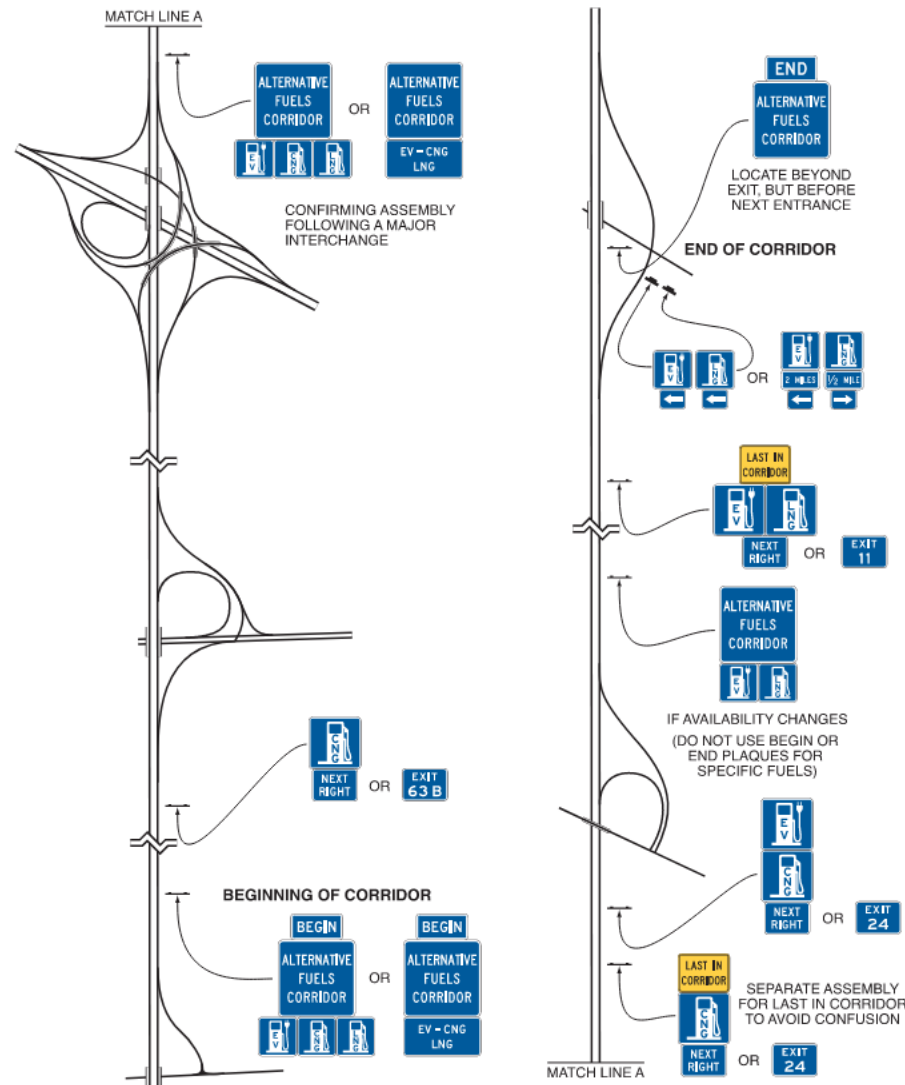 MATCH LINE A
ALTERNATIVE
FUELS
CORRIDOR
EV
CNG
LNG
OR
ALTERNATIVE
FUELS
CORRIDOR
EV-CNG
LNG
CONFIRMING ASSEMBLY
FOLLOWING A MAJOR
INTERCHANGE
CNG
NEXT
RIGHT
OR
EXIT
63 B
BEGINNING OF CORRIDOR
BEGIN
ALTERNATIVE
FUELS
CORRIDOR
EV
CNG
LNG
OR
BEGIN
ALTERNATIVE
FUELS
CORRIDOR
EV-CNG
LNG
END
ALTERNATIVE
FUELS
CORRIDOR
LOCATE BEYOND
EXIT, BUT BEFORE
NEXT ENTRANCE
END OF CORRIDOR
EV
LNG
OR
EV
LNG
2 MILES
½ MILE
LAST IN
CORRIDOR
EV
LNG
NEXT
RIGHT
OR
EXIT
11
ALTERNATIVE
FUELS
CORRIDOR
EV
LNG
IF AVAILABILITY CHANGES
(DO NOT USE BEGIN OR
END PLAQUES FOR
SPECIFIC FUELS)
EV
CNG
NEXT
RIGHT
OR
EXIT
24
LAST IN
CORRIDOR
CNG
NEXT
RIGHT
OR
EXIT
24
SEPARATE ASSEMBLY
FOR LAST IN CORRIDOR
TO AVOID CONFUSION
MATCH LINE A